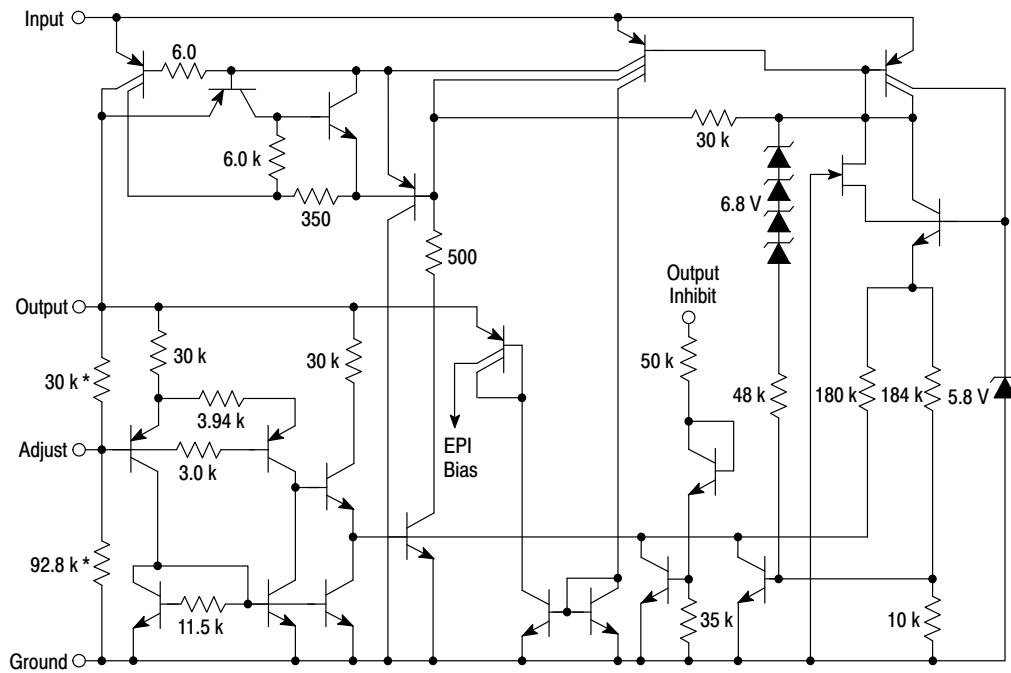 Input
6.0
30 k
6.0 k
6.8 V
350
500
Output
Inhibit
Output
30 k
30 k
50 k
30 k *
48 k
180 k
184 k
5.8 V
3.94 k
EPI
Bias
Adjust
3.0 k
92.8 k *
11.5 k
35 k
10 k
Ground